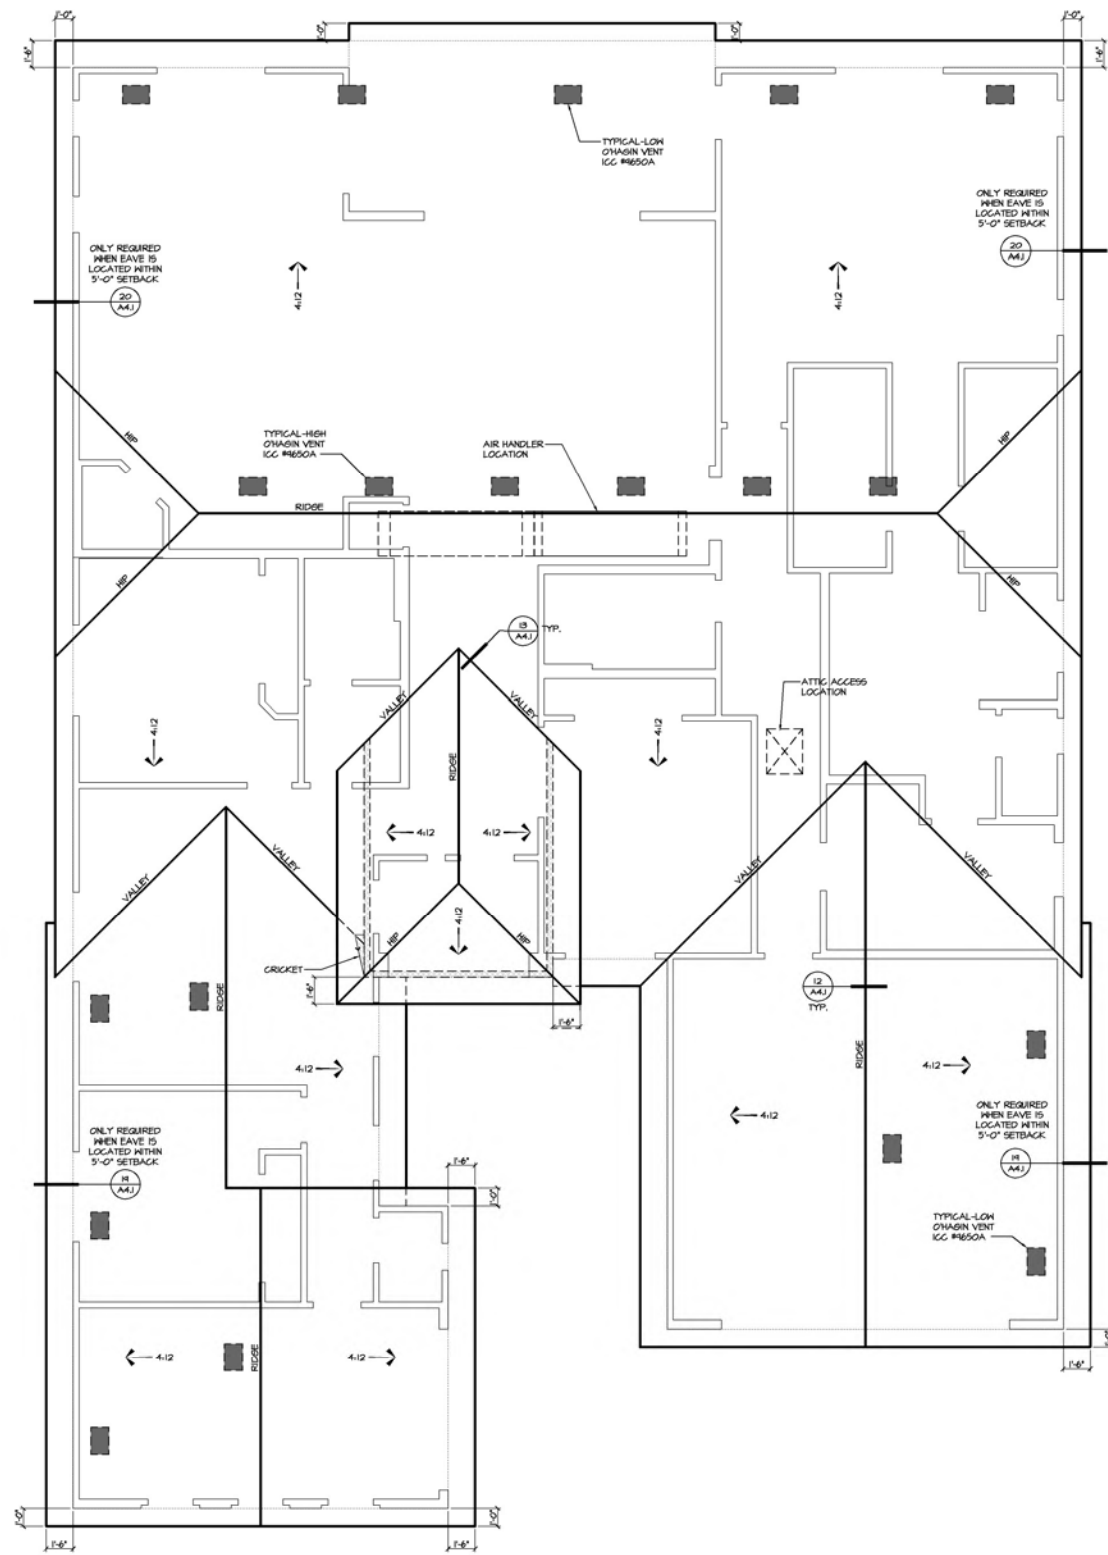 1'-0"
1'-0"
1'-0"
1'-0"
1'-6"
1'-6"
TYPICAL-LOW
O'HAGIN VENT
ICC #9650A
ONLY REQUIRED
WHEN EAVE IS
LOCATED WITHIN
5'-0" SETBACK
20
A4.1
ONLY REQUIRED
WHEN EAVE IS
LOCATED WITHIN
5'-0" SETBACK
20
A4.1
4:12
4:12
HIP
HIP
TYPICAL-HIGH
O'HAGIN VENT
ICC #9650A
AIR HANDLER
LOCATION
RIDGE
HIP
HIP
13
A4.1
TYP.
ATTIC ACCESS
LOCATION
X
VALLEY
VALLEY
4:12
RIDGE
4:12
4:12
4:12
VALLEY
VALLEY
VALLEY
VALLEY
4:12
HIP
HIP
CRICKET
1'-6"
1'-6"
RIDGE
12
A4.1
TYP.
RIDGE
4:12
4:12
4:12
ONLY REQUIRED
WHEN EAVE IS
LOCATED WITHIN
5'-0" SETBACK
19
A4.1
ONLY REQUIRED
WHEN EAVE IS
LOCATED WITHIN
5'-0" SETBACK
19
A4.1
1'-6"
1'-0"
TYPICAL-LOW
O'HAGIN VENT
ICC #9650A
4:12
RIDGE
4:12
1'-6"
1'-0"
1'-0"
1'-6"
1'-6"